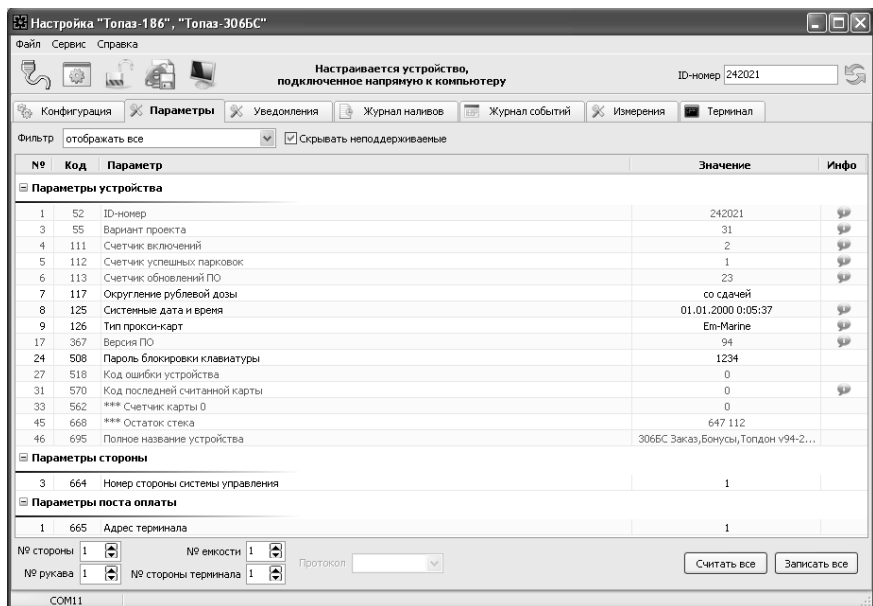 Настройка "Топаз-186", "Топаз-306БС"
Файл Сервис Справка
Настраивается устройство,
подключенное напрямую к компьютеру
ID-номер 242021
Конфигурация Параметры Уведомления Журнал наливов Журнал событий Измерения Терминал
Фильтр отображать все Скрывать неподдерживаемые
№ Код Параметр Значение Инфо
Параметры устройства
1 52 ID-номер 242021
3 55 Вариант проекта 31
4 111 Счетчик включений 2
5 112 Счетчик успешных парковок 1
6 113 Счетчик обновлений ПО 23
7 117 Округление рублевой дозы со сдачей
8 125 Системные дата и время 01.01.2000 0:05:37
9 126 Тип прокси-карт Em-Marine
17 367 Версия ПО 94
24 508 Пароль блокировки клавиатуры 1234
27 518 Код ошибки устройства 0
31 570 Код последней считанной карты 0
33 562 *** Счетчик карты 0 0
45 668 *** Остаток стека 647 112
46 695 Полное название устройства 306БС Заказ,Бонусы,Топдон v94-2...
Параметры стороны
3 664 Номер стороны системы управления 1
Параметры поста оплаты
1 665 Адрес терминала 1
№ стороны 1 № емкости 1 Протокол Считать все Записать все
№ рукава 1 № стороны терминала 1
COM11